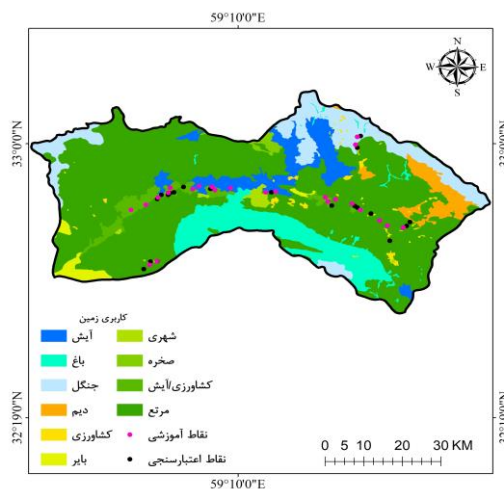 59°10'0"E
N
W E
S
33°0'0"N
کاربری زمین
آیش
شهری
باغ
صخره
جنگل
کشاورزی/آیش
دیم
مرتع
کشاورزی
نقاط آموزشی
بایر
نقاط اعتبارسنجی
32°19'0"N
0 5 10 20 30 KM
59°10'0"E